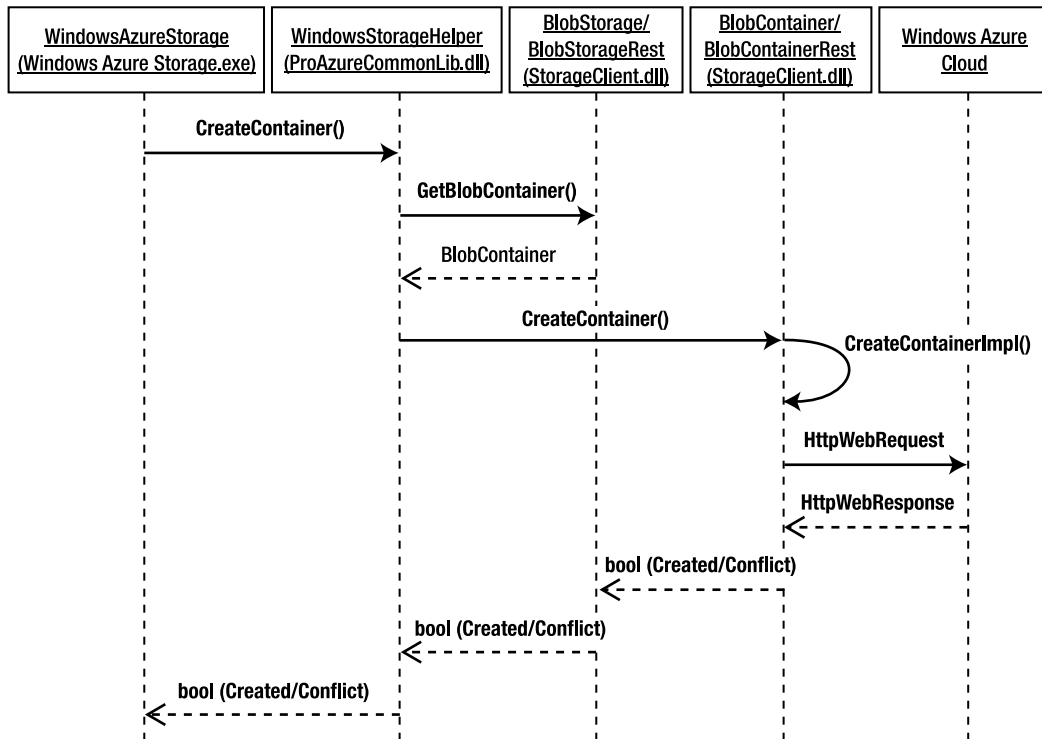 WindowsAzureStorage
(Windows Azure Storage.exe)
WindowsStorageHelper
(ProAzureCommonLib.dll)
BlobStorage/
BlobStorageRest
(StorageClient.dll)
BlobContainer/
BlobContainerRest
(StorageClient.dll)
Windows Azure
Cloud
CreateContainer()
GetBlobContainer()
BlobContainer
CreateContainer()
CreateContainerImpl()
HttpWebRequest
HttpWebResponse
bool (Created/Conflict)
bool (Created/Conflict)
bool (Created/Conflict)